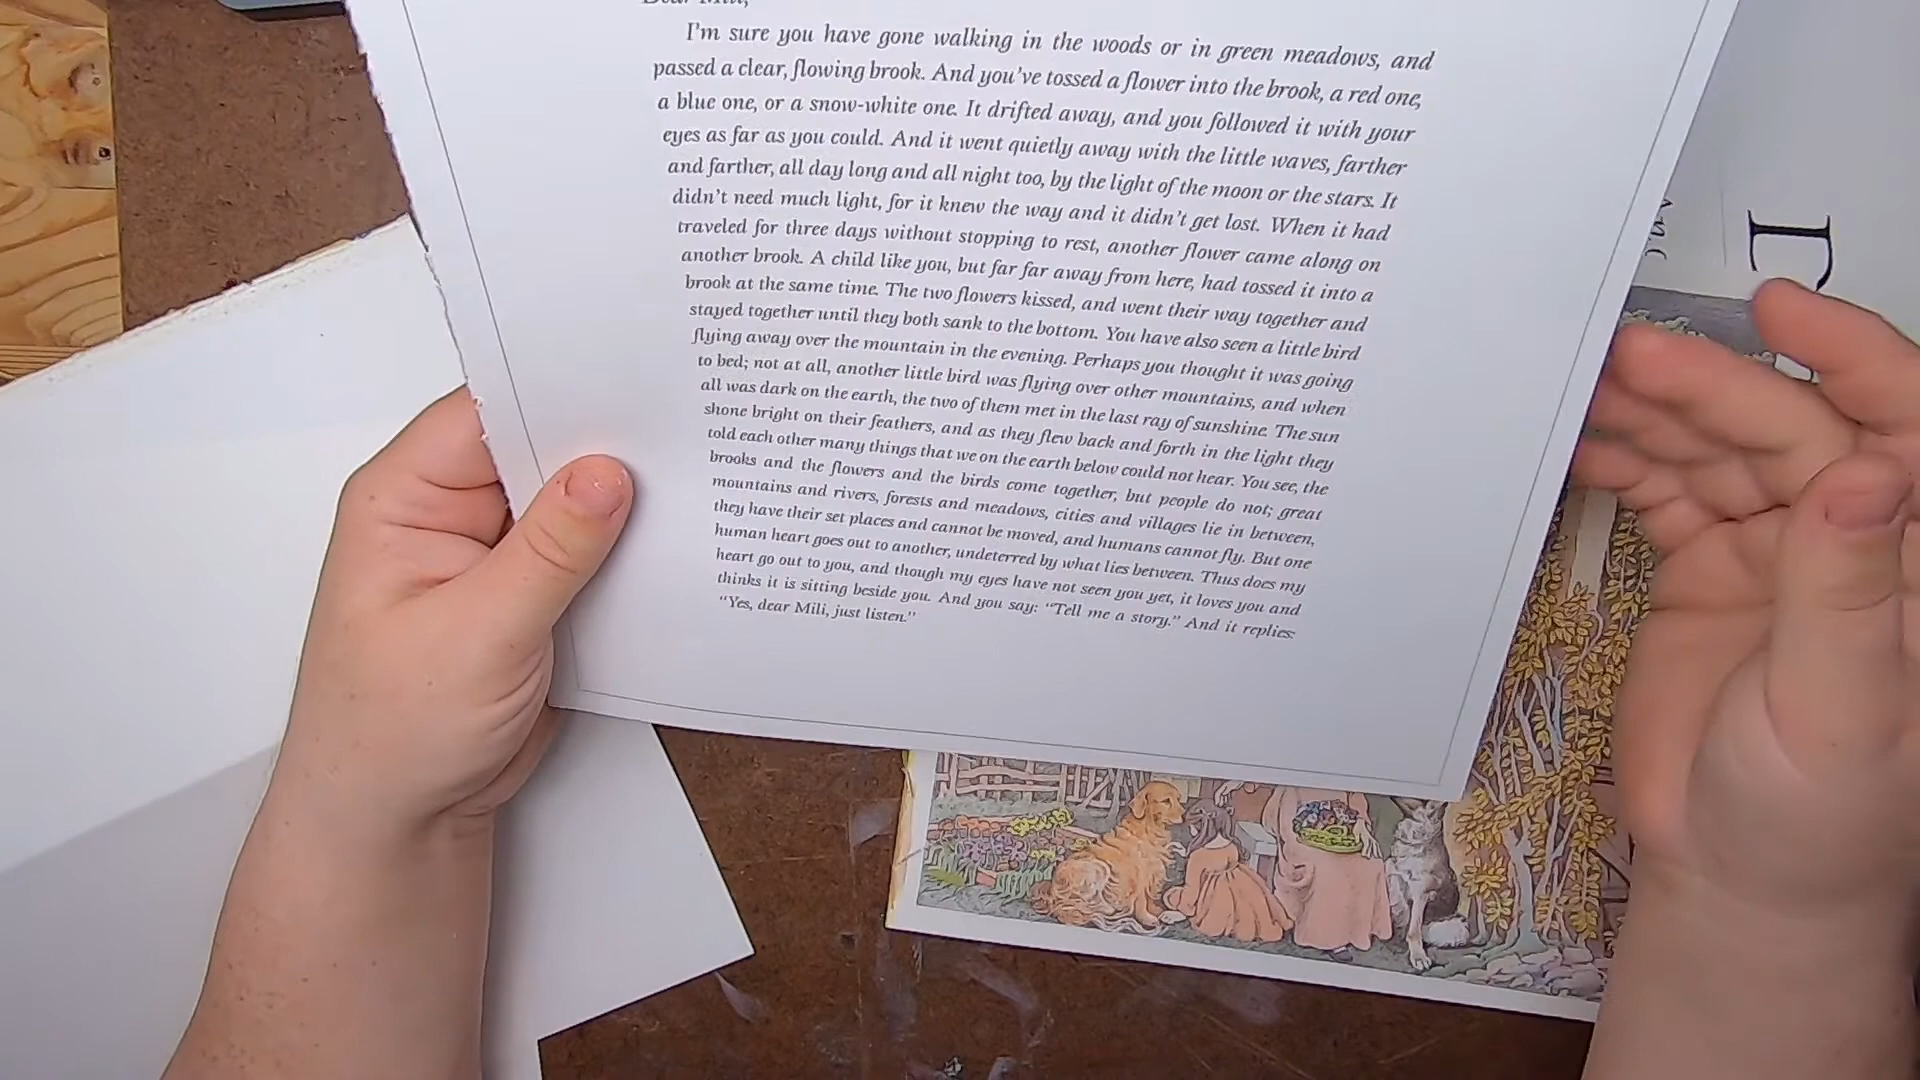 Dear Mili,
I'm sure you have gone walking in the woods or in green meadows, and
passed a clear, flowing brook. And you've tossed a flower into the brook, a red one,
a blue one, or a snow-white one. It drifted away, and you followed it with your
eyes as far as you could. And it went quietly away with the little waves, farther
and farther, all day long and all night too, by the light of the moon or the stars. It
didn't need much light, for it knew the way and it didn't get lost. When it had
traveled for three days without stopping to rest, another flower came along on
another brook. A child like you, but far far away from here, had tossed it into a
brook at the same time. The two flowers kissed, and went their way together and
stayed together until they both sank to the bottom. You have also seen a little bird
flying away over the mountain in the evening. Perhaps you thought it was going
to bed; not at all, another little bird was flying over other mountains, and when
all was dark on the earth, the two of them met in the last ray of sunshine. The sun
shone bright on their feathers, and as they flew back and forth in the light they
told each other many things that we on the earth below could not hear. You see, the
brooks and the flowers and the birds come together, but people do not; great
mountains and rivers, forests and meadows, cities and villages lie in between,
they have their set places and cannot be moved, and humans cannot fly. But one
human heart goes out to another, undeterred by what lies between. Thus does my
heart go out to you, and though my eyes have not seen you yet, it loves you and
thinks it is sitting beside you. And you say: "Tell me a story." And it replies:
"Yes, dear Mili, just listen."